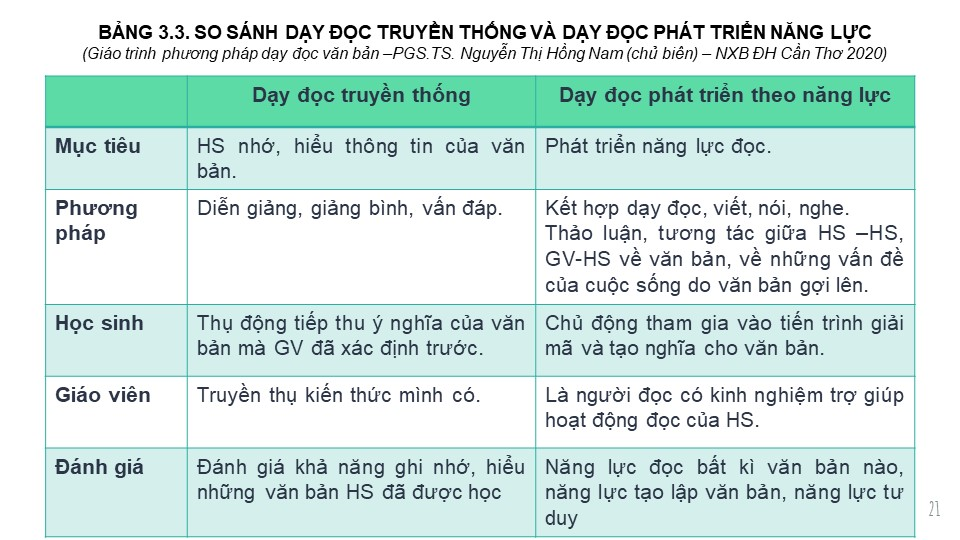 BẢNG 3.3. SO SÁNH DẠY ĐỌC TRUYỀN THỐNG VÀ DẠY ĐỌC PHÁT TRIỂN NĂNG LỰC
(Giáo trình phương pháp dạy đọc văn bản –PGS.TS. Nguyễn Thị Hồng Nam (chủ biên) – NXB ĐH Cần Thơ 2020)
Dạy đọc truyền thống
Dạy đọc phát triển theo năng lực
Mục tiêu
HS nhớ, hiểu thông tin của văn
bản.
Phát triển năng lực đọc.
Phương
pháp
Diễn giảng, giảng bình, vấn đáp.
Kết hợp dạy đọc, viết, nói, nghe.
Thảo luận, tương tác giữa HS –HS,
GV-HS về văn bản, về những vấn đề
của cuộc sống do văn bản gợi lên.
Học sinh
Thụ động tiếp thu ý nghĩa của văn
bản mà GV đã xác định trước.
Chủ động tham gia vào tiến trình giải
mã và tạo nghĩa cho văn bản.
Giáo viên
Truyền thụ kiến thức mình có.
Là người đọc có kinh nghiệm trợ giúp
hoạt động đọc của HS.
Đánh giá
Đánh giá khả năng ghi nhớ, hiểu
những văn bản HS đã được học
Năng lực đọc bất kì văn bản nào,
năng lực tạo lập văn bản, năng lực tư
duy
21